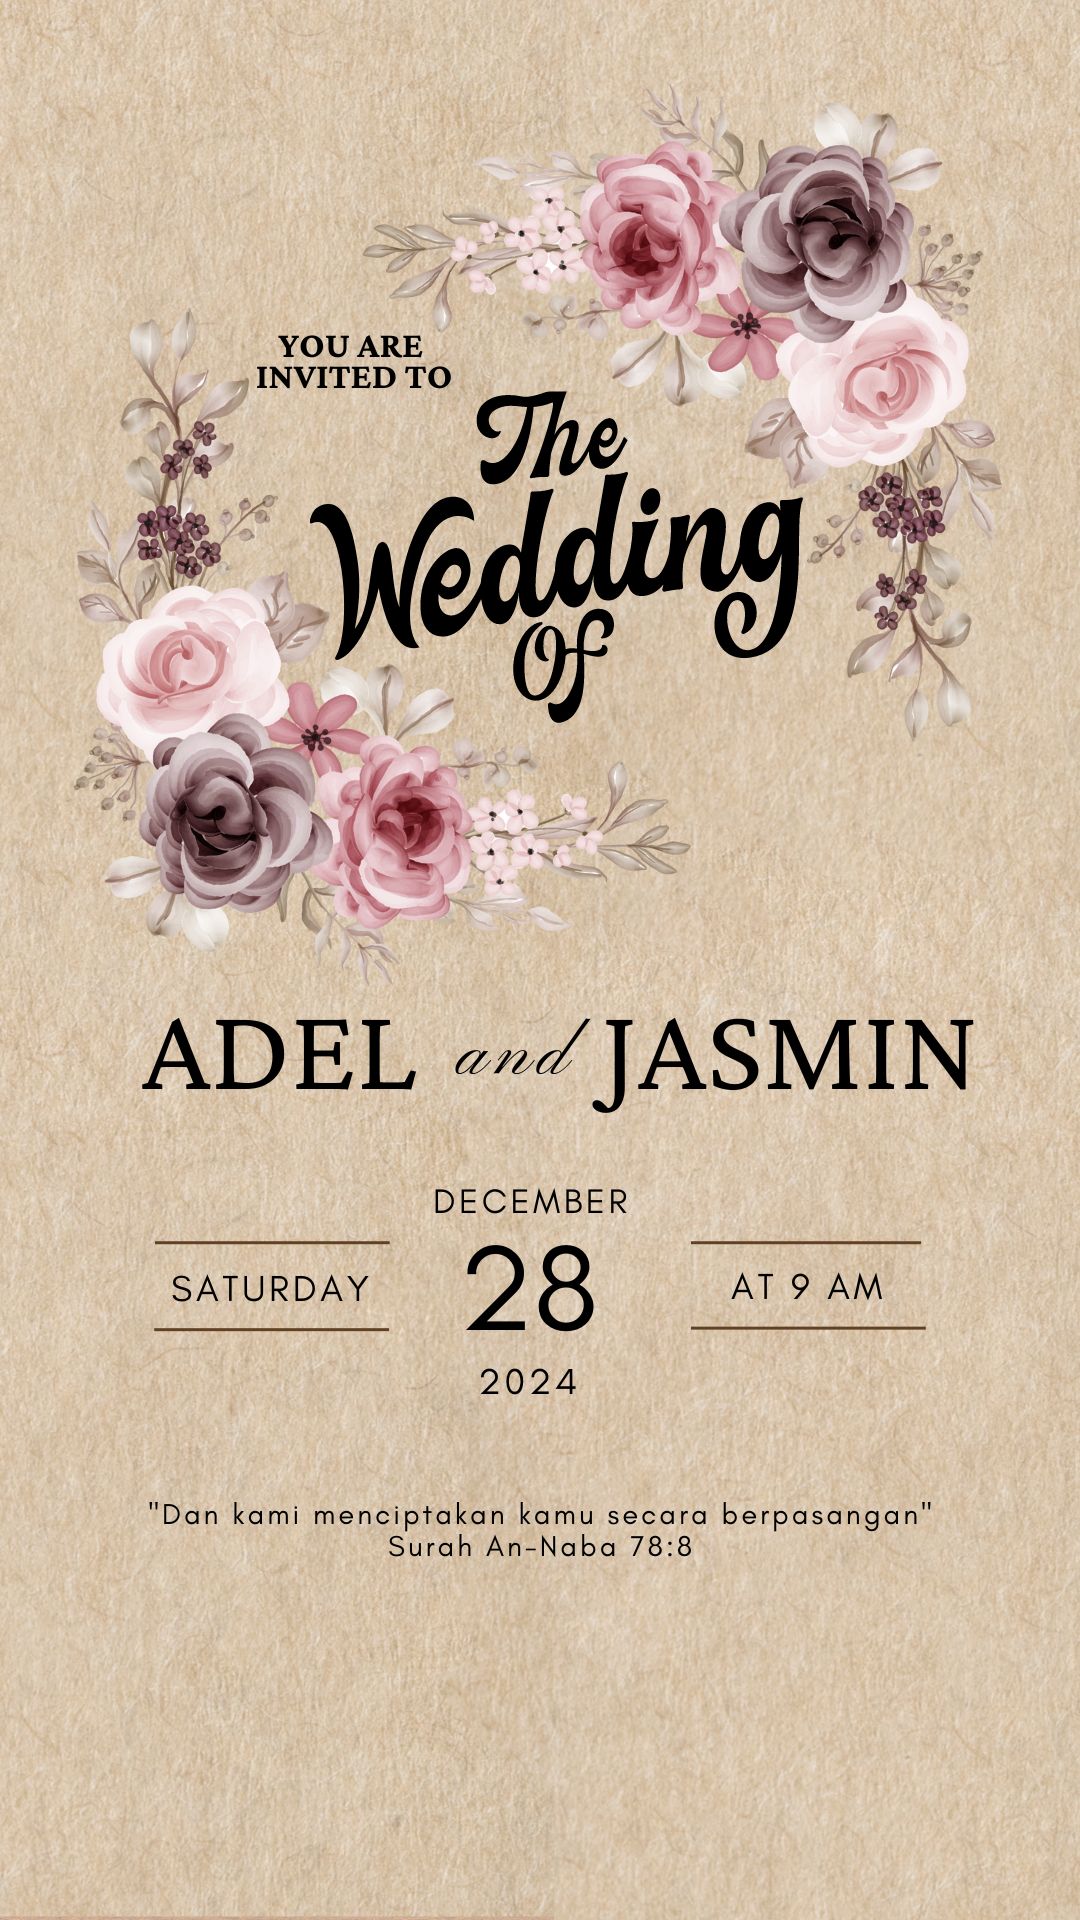 YOU ARE
INVITED TO
The
Wedding
Of
ADEL and JASMIN
DECEMBER
SATURDAY 28 AT 9 AM
2024
"Dan kami menciptakan kamu secara berpasangan"
Surah An-Naba 78:8